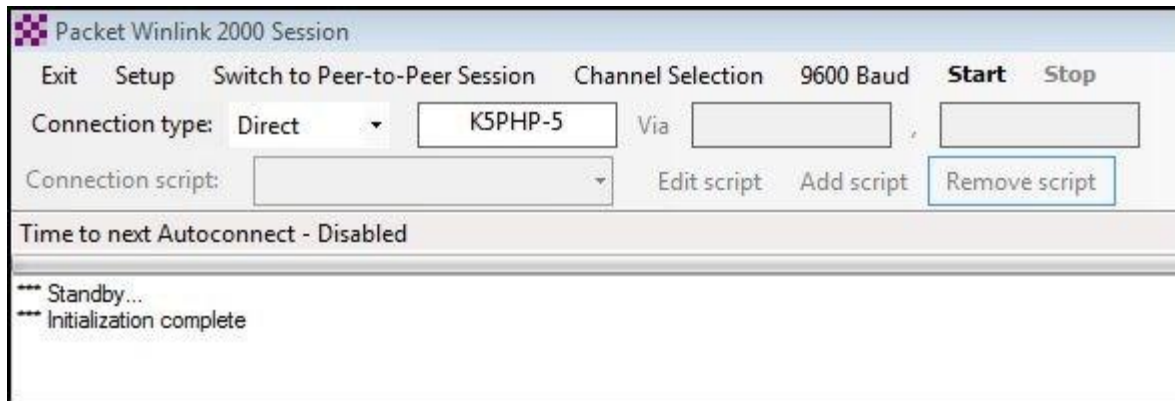 Packet Winlink 2000 Session
Exit Setup Switch to Peer-to-Peer Session Channel Selection 9600 Baud Start Stop
Connection type: Direct K5PHP-5 Via ,
Connection script: Edit script Add script Remove script
Time to next Autoconnect - Disabled
*** Standby...
*** Initialization complete